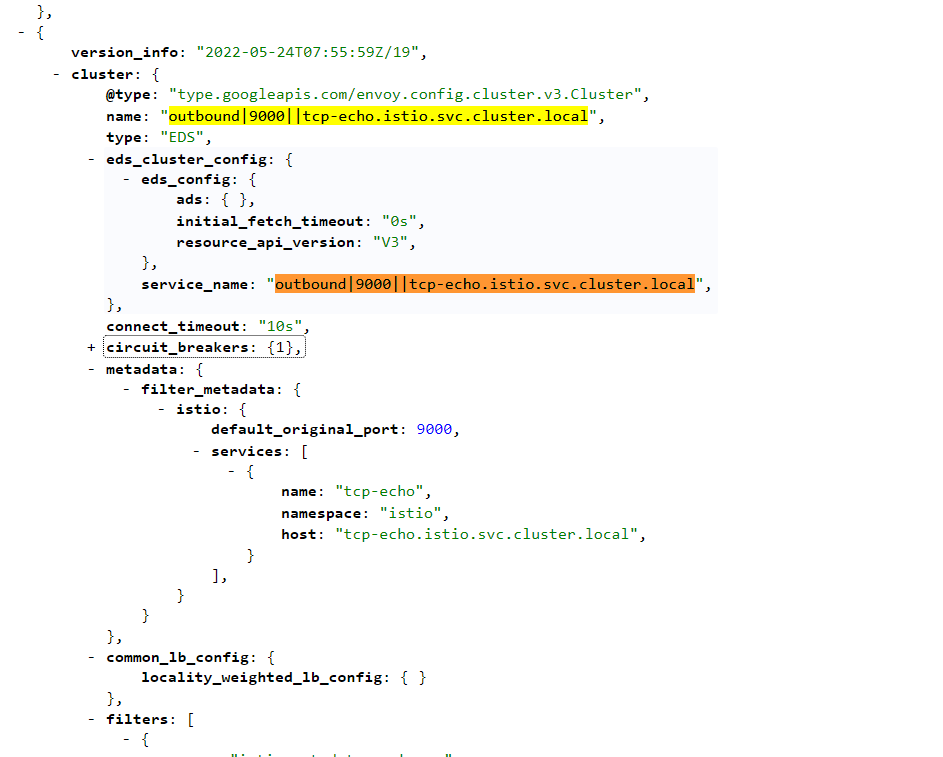 },
- {
version_info: "2022-05-24T07:55:59Z/19",
- cluster: {
@type: "type.googleapis.com/envoy.config.cluster.v3.Cluster",
name: "outbound|9000||tcp-echo.istio.svc.cluster.local",
type: "EDS",
- eds_cluster_config: {
- eds_config: {
ads: { },
initial_fetch_timeout: "0s",
resource_api_version: "V3",
},
service_name: "outbound|9000||tcp-echo.istio.svc.cluster.local",
},
connect_timeout: "10s",
+ circuit_breakers: {1},
- metadata: {
- filter_metadata: {
- istio: {
default_original_port: 9000,
- services: [
- {
name: "tcp-echo",
namespace: "istio",
host: "tcp-echo.istio.svc.cluster.local",
}
],
}
}
},
- common_lb_config: {
locality_weighted_lb_config: { }
},
- filters: [
- {